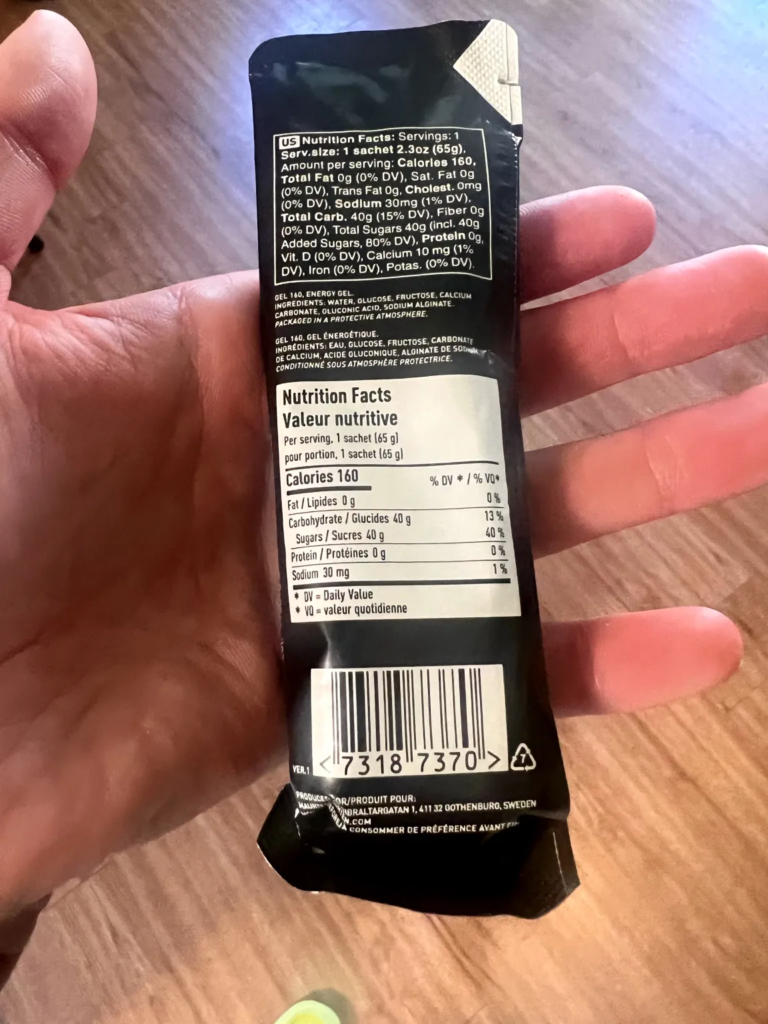 US Nutrition Facts: Servings: 1
Serv.size: 1 sachet 2.3oz (65g),
Amount per serving: Calories 160,
Total Fat 0g (0% DV), Sat. Fat 0g
(0% DV), Trans Fat 0g, Cholest. 0mg
(0% DV), Sodium 30mg (1% DV),
Total Carb. 40g (15% DV), Fiber 0g
(0% DV), Total Sugars 40g (incl. 40g
Added Sugars, 80% DV), Protein 0g,
Vit. D (0% DV), Calcium 10 mg (1%
DV), Iron (0% DV), Potas. (0% DV).
GEL 160, ENERGY GEL.
INGREDIENTS: WATER, GLUCOSE, FRUCTOSE, CALCIUM
CARBONATE, GLUCONIC ACID, SODIUM ALGINATE.
PACKAGED IN A PROTECTIVE ATMOSPHERE.
GEL 160, GEL ÉNERGÉTIQUE.
INGRÉDIENTS: EAU, GLUCOSE, FRUCTOSE, CARBONATE
DE CALCIUM, ACIDE GLUCONIQUE, ALGINATE DE SODIUM
CONDITIONNÉ SOUS ATMOSPHÈRE PROTECTRICE.
Nutrition Facts
Valeur nutritive
Per serving, 1 sachet (65 g)
pour portion, 1 sachet (65 g)
Calories 160 % DV * / % VQ*
Fat / Lipides 0 g 0 %
Carbohydrate / Glucides 40 g 13 %
Sugars / Sucres 40 g 40 %
Protein / Protéines 0 g 0 %
Sodium 30 mg 1 %
* DV = Daily Value
* VQ = valeur quotidienne
<7318 7370>
VER.1
7
OR/PRODUIT POUR:
BRALTARGATAN 1, 411 32 GOTHENBURG, SWEDEN
.COM
CONSOMMER DE PRÉFÉRENCE AVANT